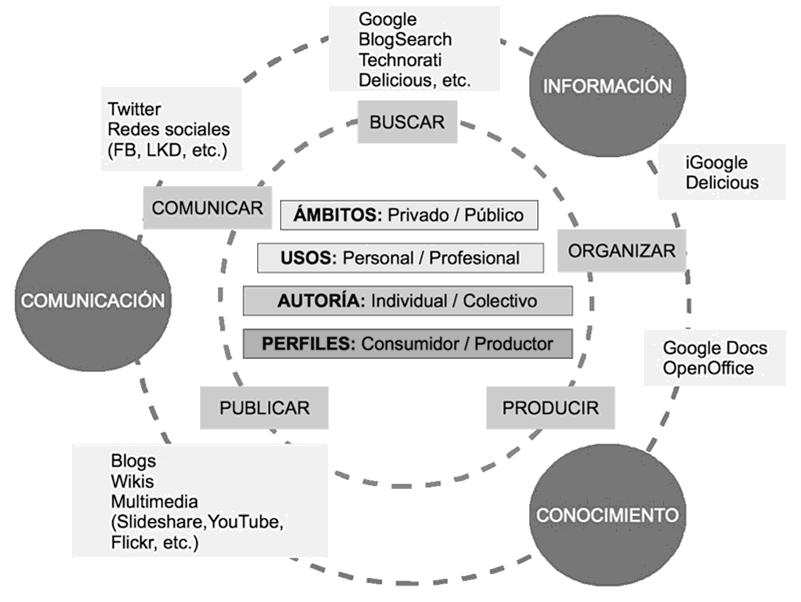 Google
BlogSearch
Technorati
Delicious, etc.
BUSCAR
INFORMACIÓN
Twitter
Redes sociales
(FB, LKD, etc.)
COMUNICAR
iGoogle
Delicious
ORGANIZAR
ÁMBITOS: Privado / Público
USOS: Personal / Profesional
AUTORÍA: Individual / Colectivo
PERFILES: Consumidor / Productor
COMUNICACIÓN
Google Docs
OpenOffice
PUBLICAR
PRODUCIR
Blogs
Wikis
Multimedia
(Slideshare,YouTube,
Flickr, etc.)
CONOCIMIENTO